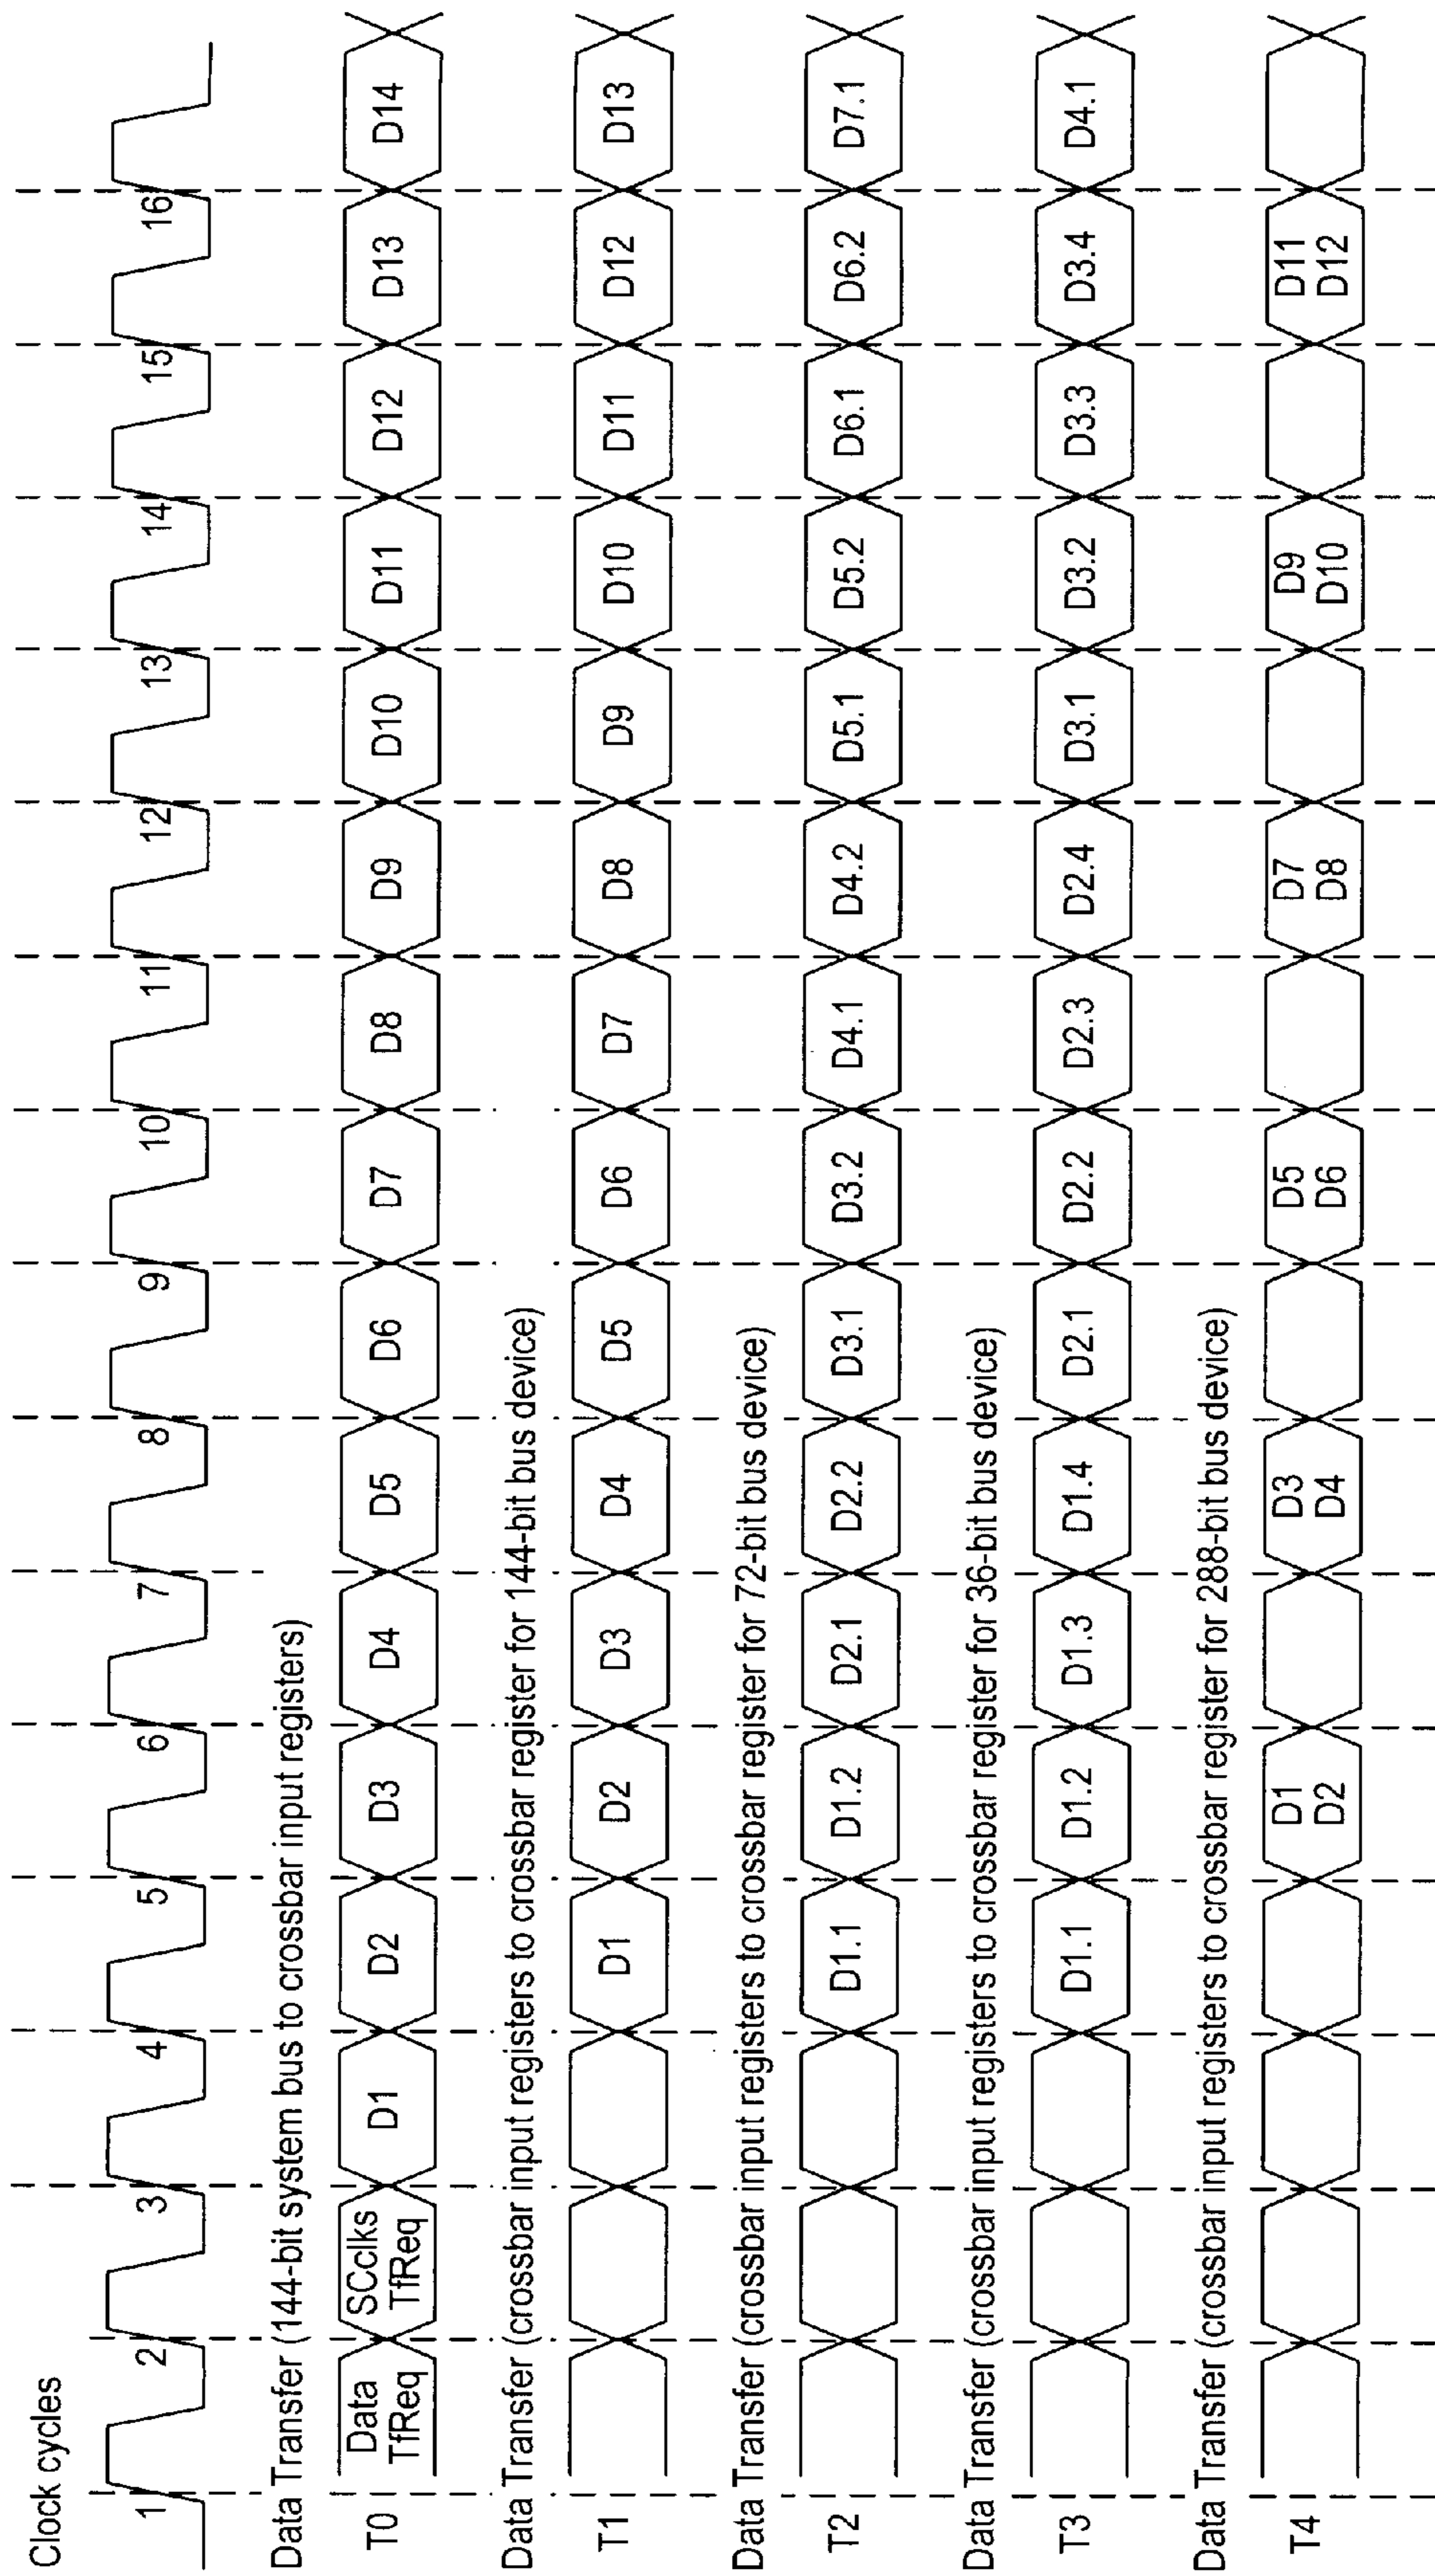 Clock cycles
1 2 3 4 5 6 7 8 9 10 11 12 13 14 15 16
Data Transfer (144-bit system bus to crossbar input registers)
T0 Data TfReq SCclks TfReq D1 D2 D3 D4 D5 D6 D7 D8 D9 D10 D11 D12 D13 D14
Data Transfer (crossbar input registers to crossbar register for 144-bit bus device)
T1 D1 D2 D3 D4 D5 D6 D7 D8 D9 D10 D11 D12 D13
Data Transfer (crossbar input registers to crossbar register for 72-bit bus device)
T2 D1.1 D1.2 D2.1 D2.2 D3.1 D3.2 D4.1 D4.2 D5.1 D5.2 D6.1 D6.2 D7.1
Data Transfer (crossbar input registers to crossbar register for 36-bit bus device)
T3 D1.1 D1.2 D1.3 D1.4 D2.1 D2.2 D2.3 D2.4 D3.1 D3.2 D3.3 D3.4 D4.1
Data Transfer (crossbar input registers to crossbar register for 288-bit bus device)
T4 D1 D2 D3 D4 D5 D6 D7 D8 D9 D10 D11 D12